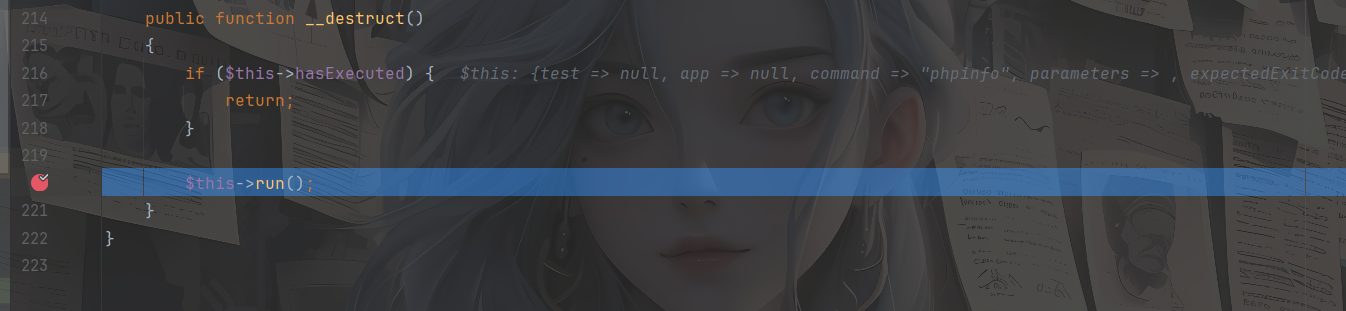 214 public function __destruct()
215 {
216 if ($this->hasExecuted) { $this: {test => null, app => null, command => "phpinfo", parameters => , expectedExitCode
217 return;
218 }
219
$this->run();
221 }
222 }
223